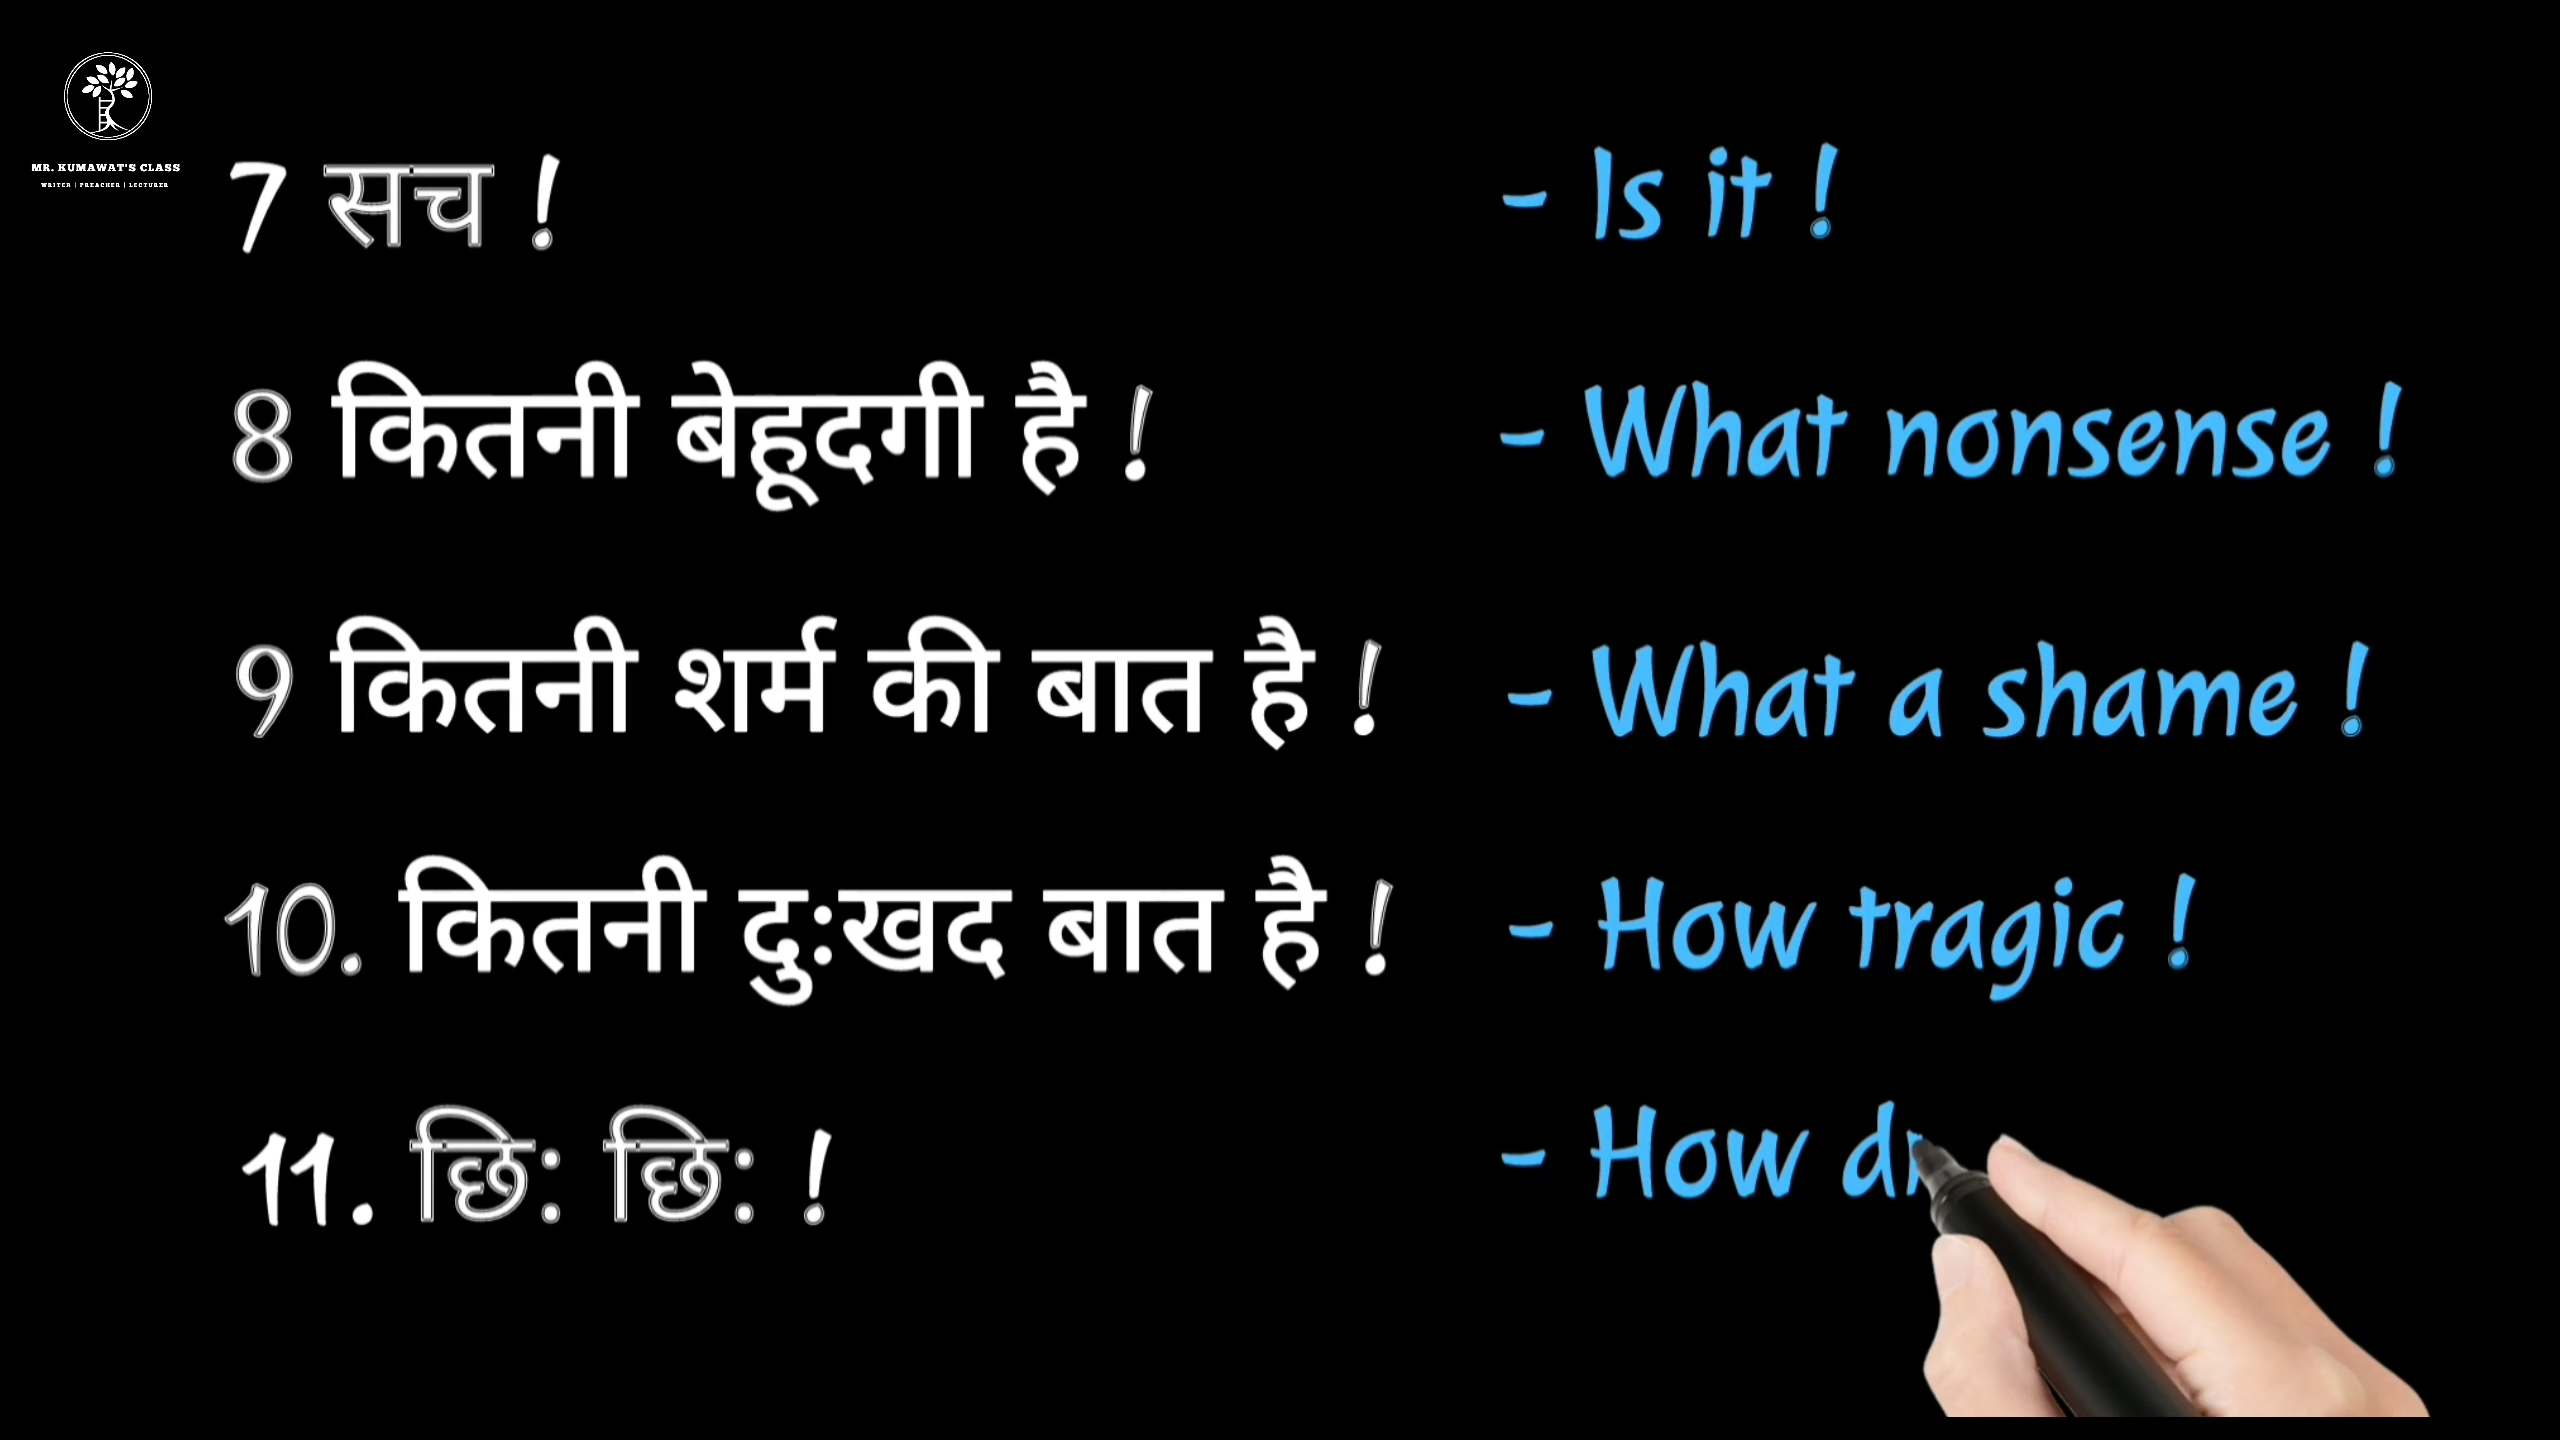 MR. KUMAWAT'S CLASS
WRITER | PREACHER | LECTURER
7 सच ! - Is it !
8 कितनी बेहूदगी है ! - What nonsense !
9 कितनी शर्म की बात है ! - What a shame !
10. कितनी दुःखद बात है ! - How tragic !
11. छि: छि: ! - How